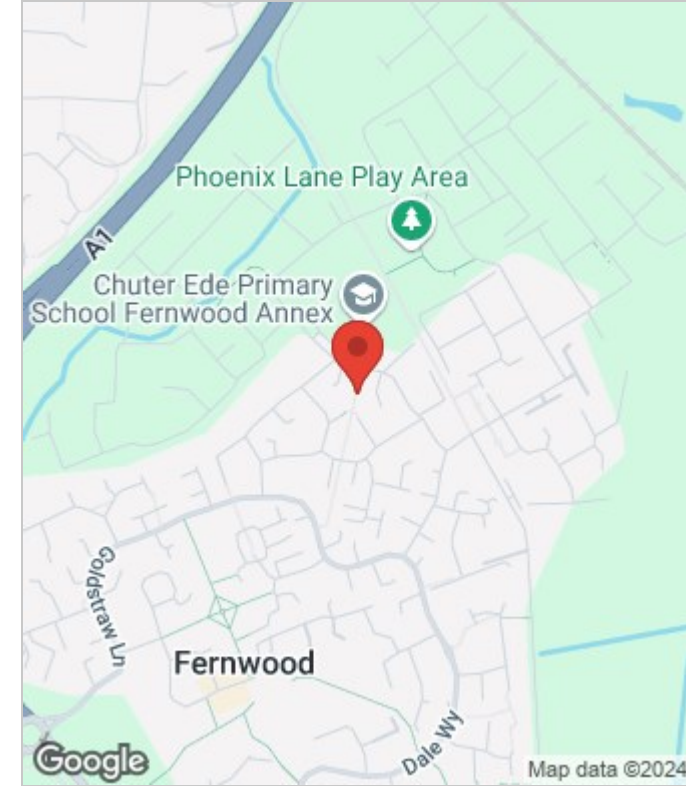 Phoenix Lane Play Area
A1
Chuter Ede Primary
School Fernwood Annex
Goldstraw Ln
Fernwood
Dale Wy
Google
Map data ©2024